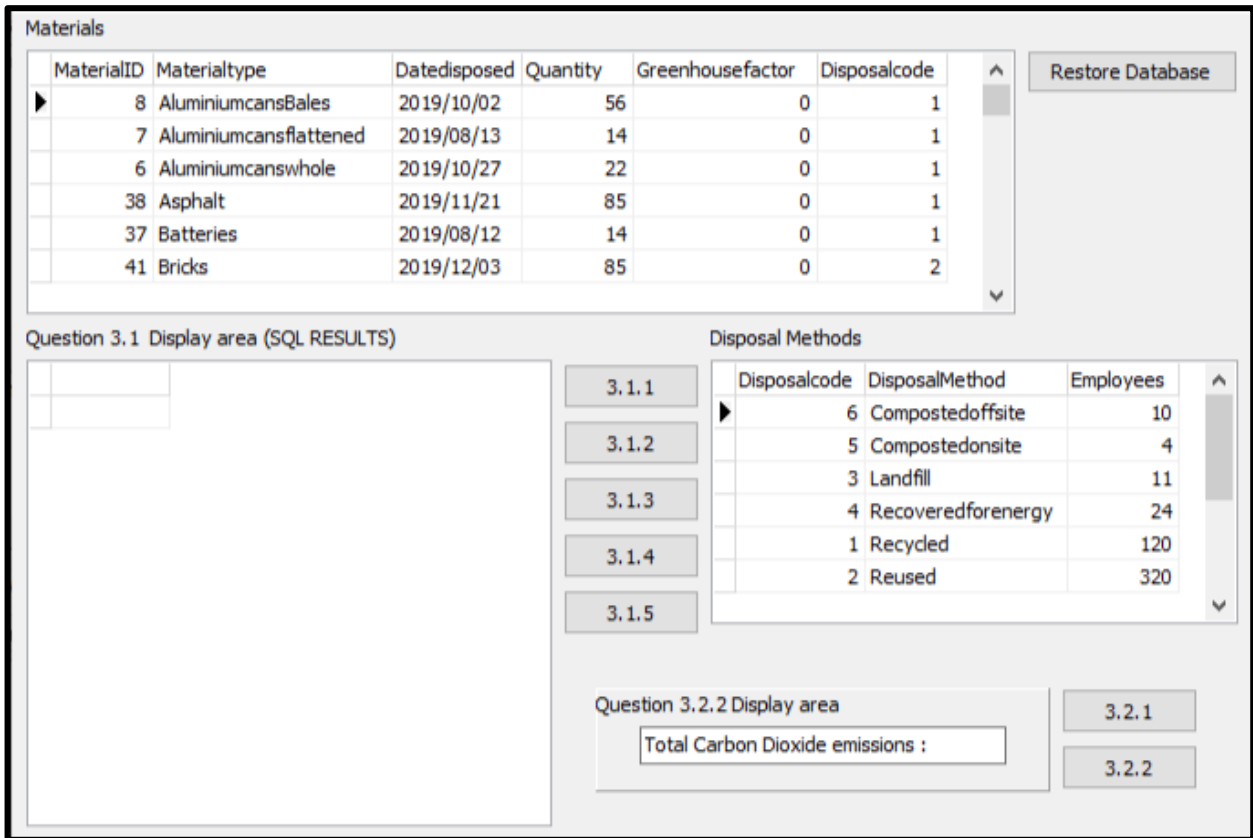 Materials
MaterialID Materialtype Datedisposed Quantity Greenhousefactor Disposalcode
8 AluminiumcansBales 2019/10/02 56 0 1
7 Aluminiumcansflattened 2019/08/13 14 0 1
6 Aluminiumcanswhole 2019/10/27 22 0 1
38 Asphalt 2019/11/21 85 0 1
37 Batteries 2019/08/12 14 0 1
41 Bricks 2019/12/03 85 0 2
Restore Database
Question 3.1 Display area (SQL RESULTS)
3.1.1
3.1.2
3.1.3
3.1.4
3.1.5
Disposal Methods
Disposalcode DisposalMethod Employees
6 Compostedoffsite 10
5 Compostedonsite 4
3 Landfill 11
4 Recoveredforenergy 24
1 Recycled 120
2 Reused 320
Question 3.2.2 Display area
Total Carbon Dioxide emissions :
3.2.1
3.2.2